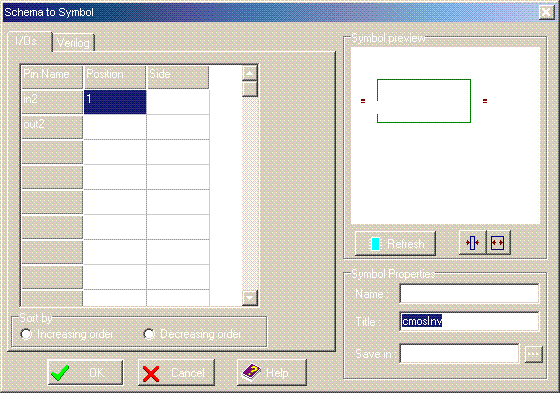 Schema to Symbol
I/Os Verilog
Pin Name Position Side
in2 1
out2
Sort by
Increasing order Decreasing order
OK Cancel Help
Symbol preview
Refresh
Symbol Properties
Name :
Title : cmosInv
Save in : ...